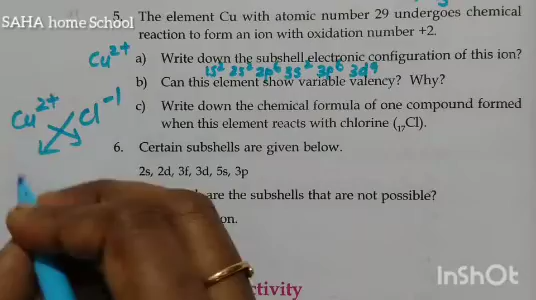 SAHA home School
5. The element Cu with atomic number 29 undergoes chemical
reaction to form an ion with oxidation number +2.
Cu²⁺
a) Write down the subshell electronic configuration of this ion?
1s² 2s² 2p⁶ 3s² 3p⁶ 3d⁹
b) Can this element show variable valency? Why?
Cu²⁺ Cl⁻¹
c) Write down the chemical formula of one compound formed
when this element reacts with chlorine (₁₇Cl).
6. Certain subshells are given below.
2s, 2d, 3f, 3d, 5s, 3p
are the subshells that are not possible?
on.
ctivity
InShOt